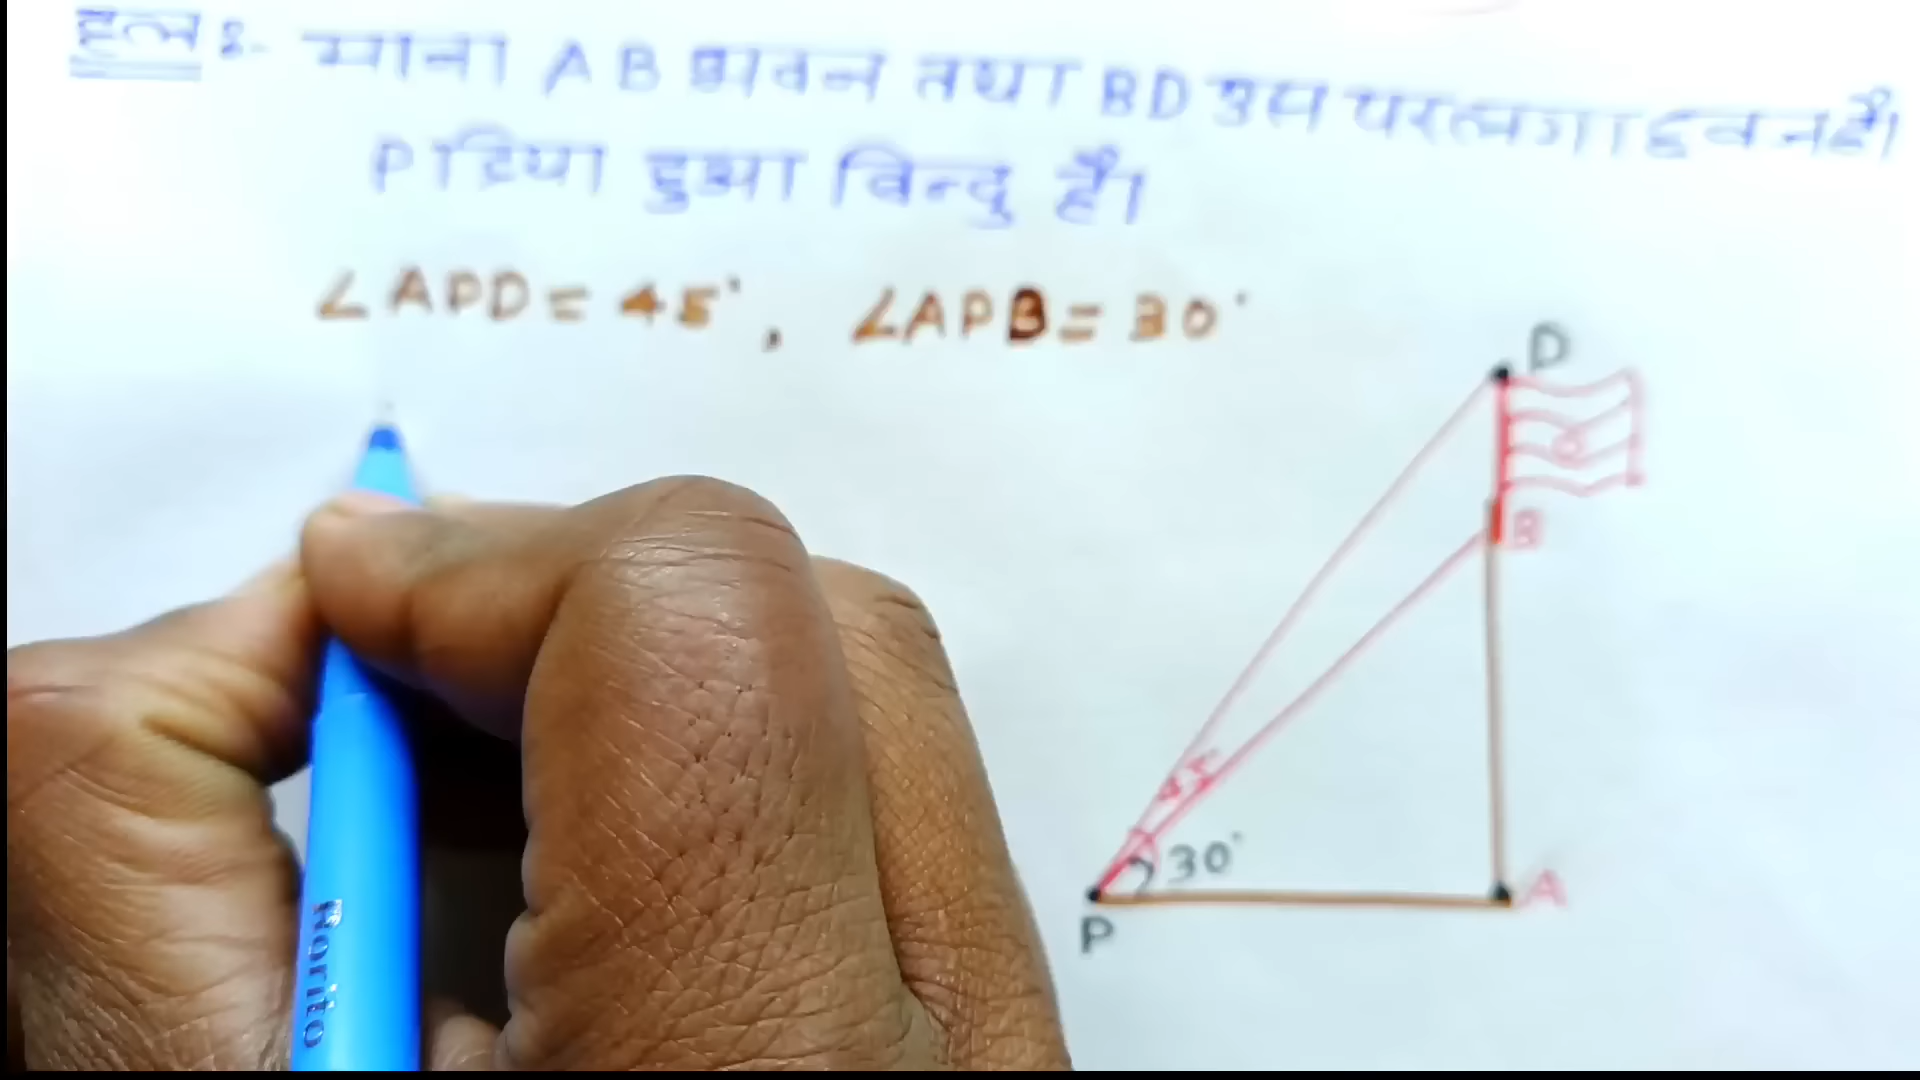 हल :- माना AB भवन तथा BD उस पर लगा ध्वज है।
P दिया हुआ बिन्दु है।
∠APD = 45°, ∠APB = 30°
D
B
45°
30°
A
P
Rorito